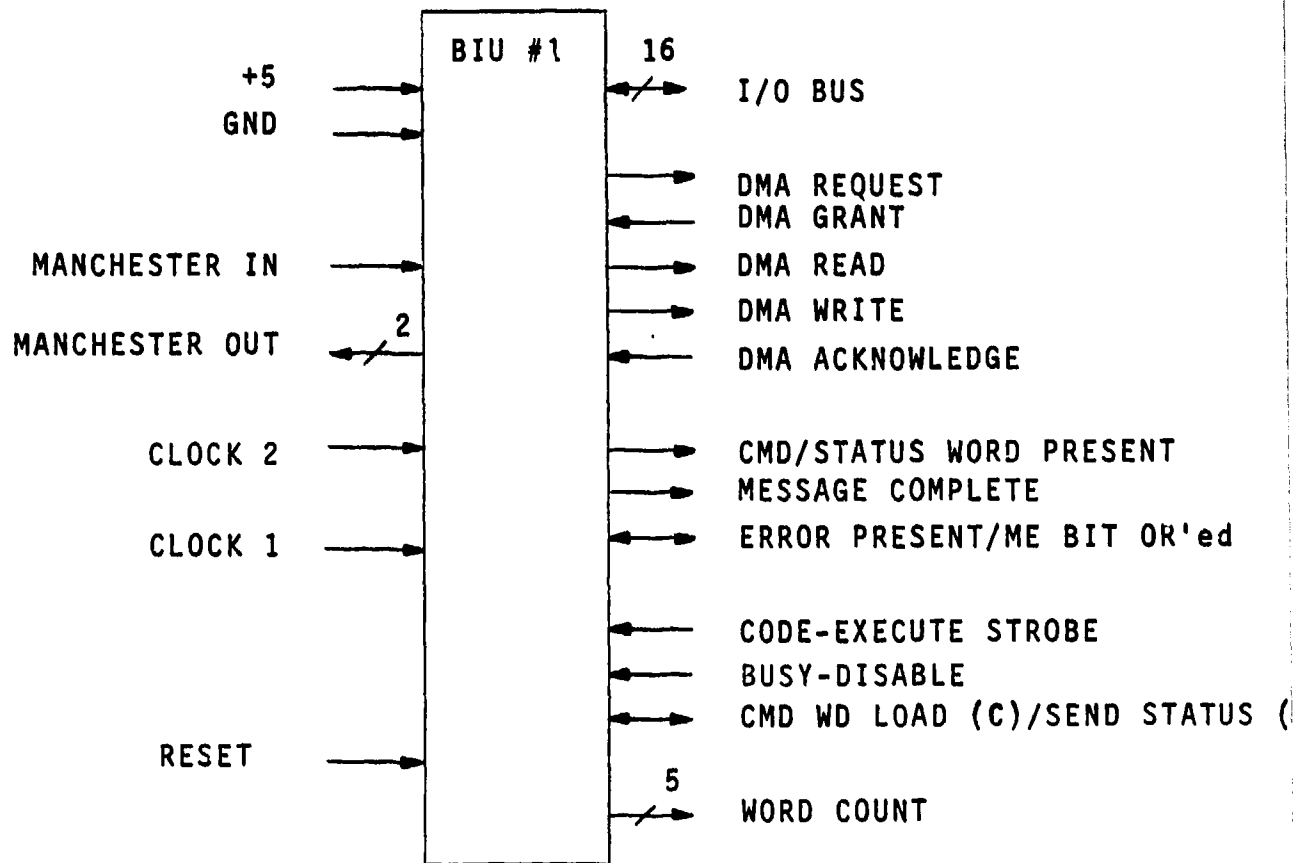 BIU #1
16
+5
I/O BUS
GND
DMA REQUEST
DMA GRANT
MANCHESTER IN
DMA READ
DMA WRITE
2
MANCHESTER OUT
DMA ACKNOWLEDGE
CLOCK 2
CMD/STATUS WORD PRESENT
MESSAGE COMPLETE
CLOCK 1
ERROR PRESENT/ME BIT OR'ed
CODE-EXECUTE STROBE
BUSY-DISABLE
CMD WD LOAD (C)/SEND STATUS (
RESET
5
WORD COUNT